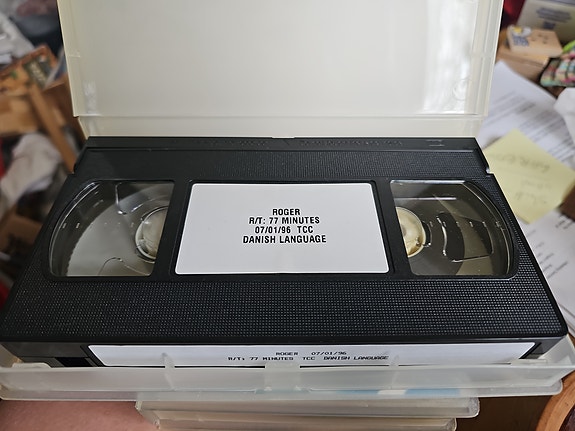 ROGER
R/T: 77 MINUTES
07/01/96 TCC
DANISH LANGUAGE
ROGER 07/01/96
R/T: 77 MINUTES TCC DANISH LANGUAGE